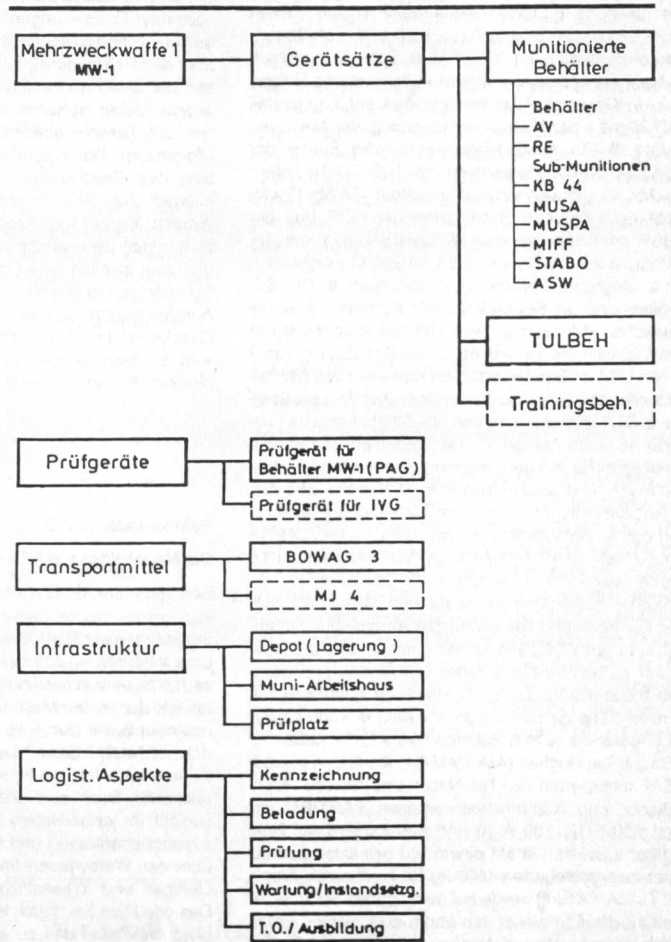 Mehrzweckwaffe 1
MW-1
Gerätsätze
Munitionierte
Behälter
Behälter
AV
RE
Submunitionen
KB 44
MUSA
MUSPA
MIFF
STABO
ASW
TULBEH
Trainingsbeh.
Prüfgeräte
Prüfgerät für
Behälter MW-1 (PAG)
Prüfgerät für IVG
Transportmittel
BOWAG 3
MJ 4
Infrastruktur
Depot ( Lagerung )
Muni-Arbeitshaus
Prüfplatz
Logist. Aspekte
Kennzeichnung
Beladung
Prüfung
Wartung/Instandsetzg.
T.O./ Ausbildung